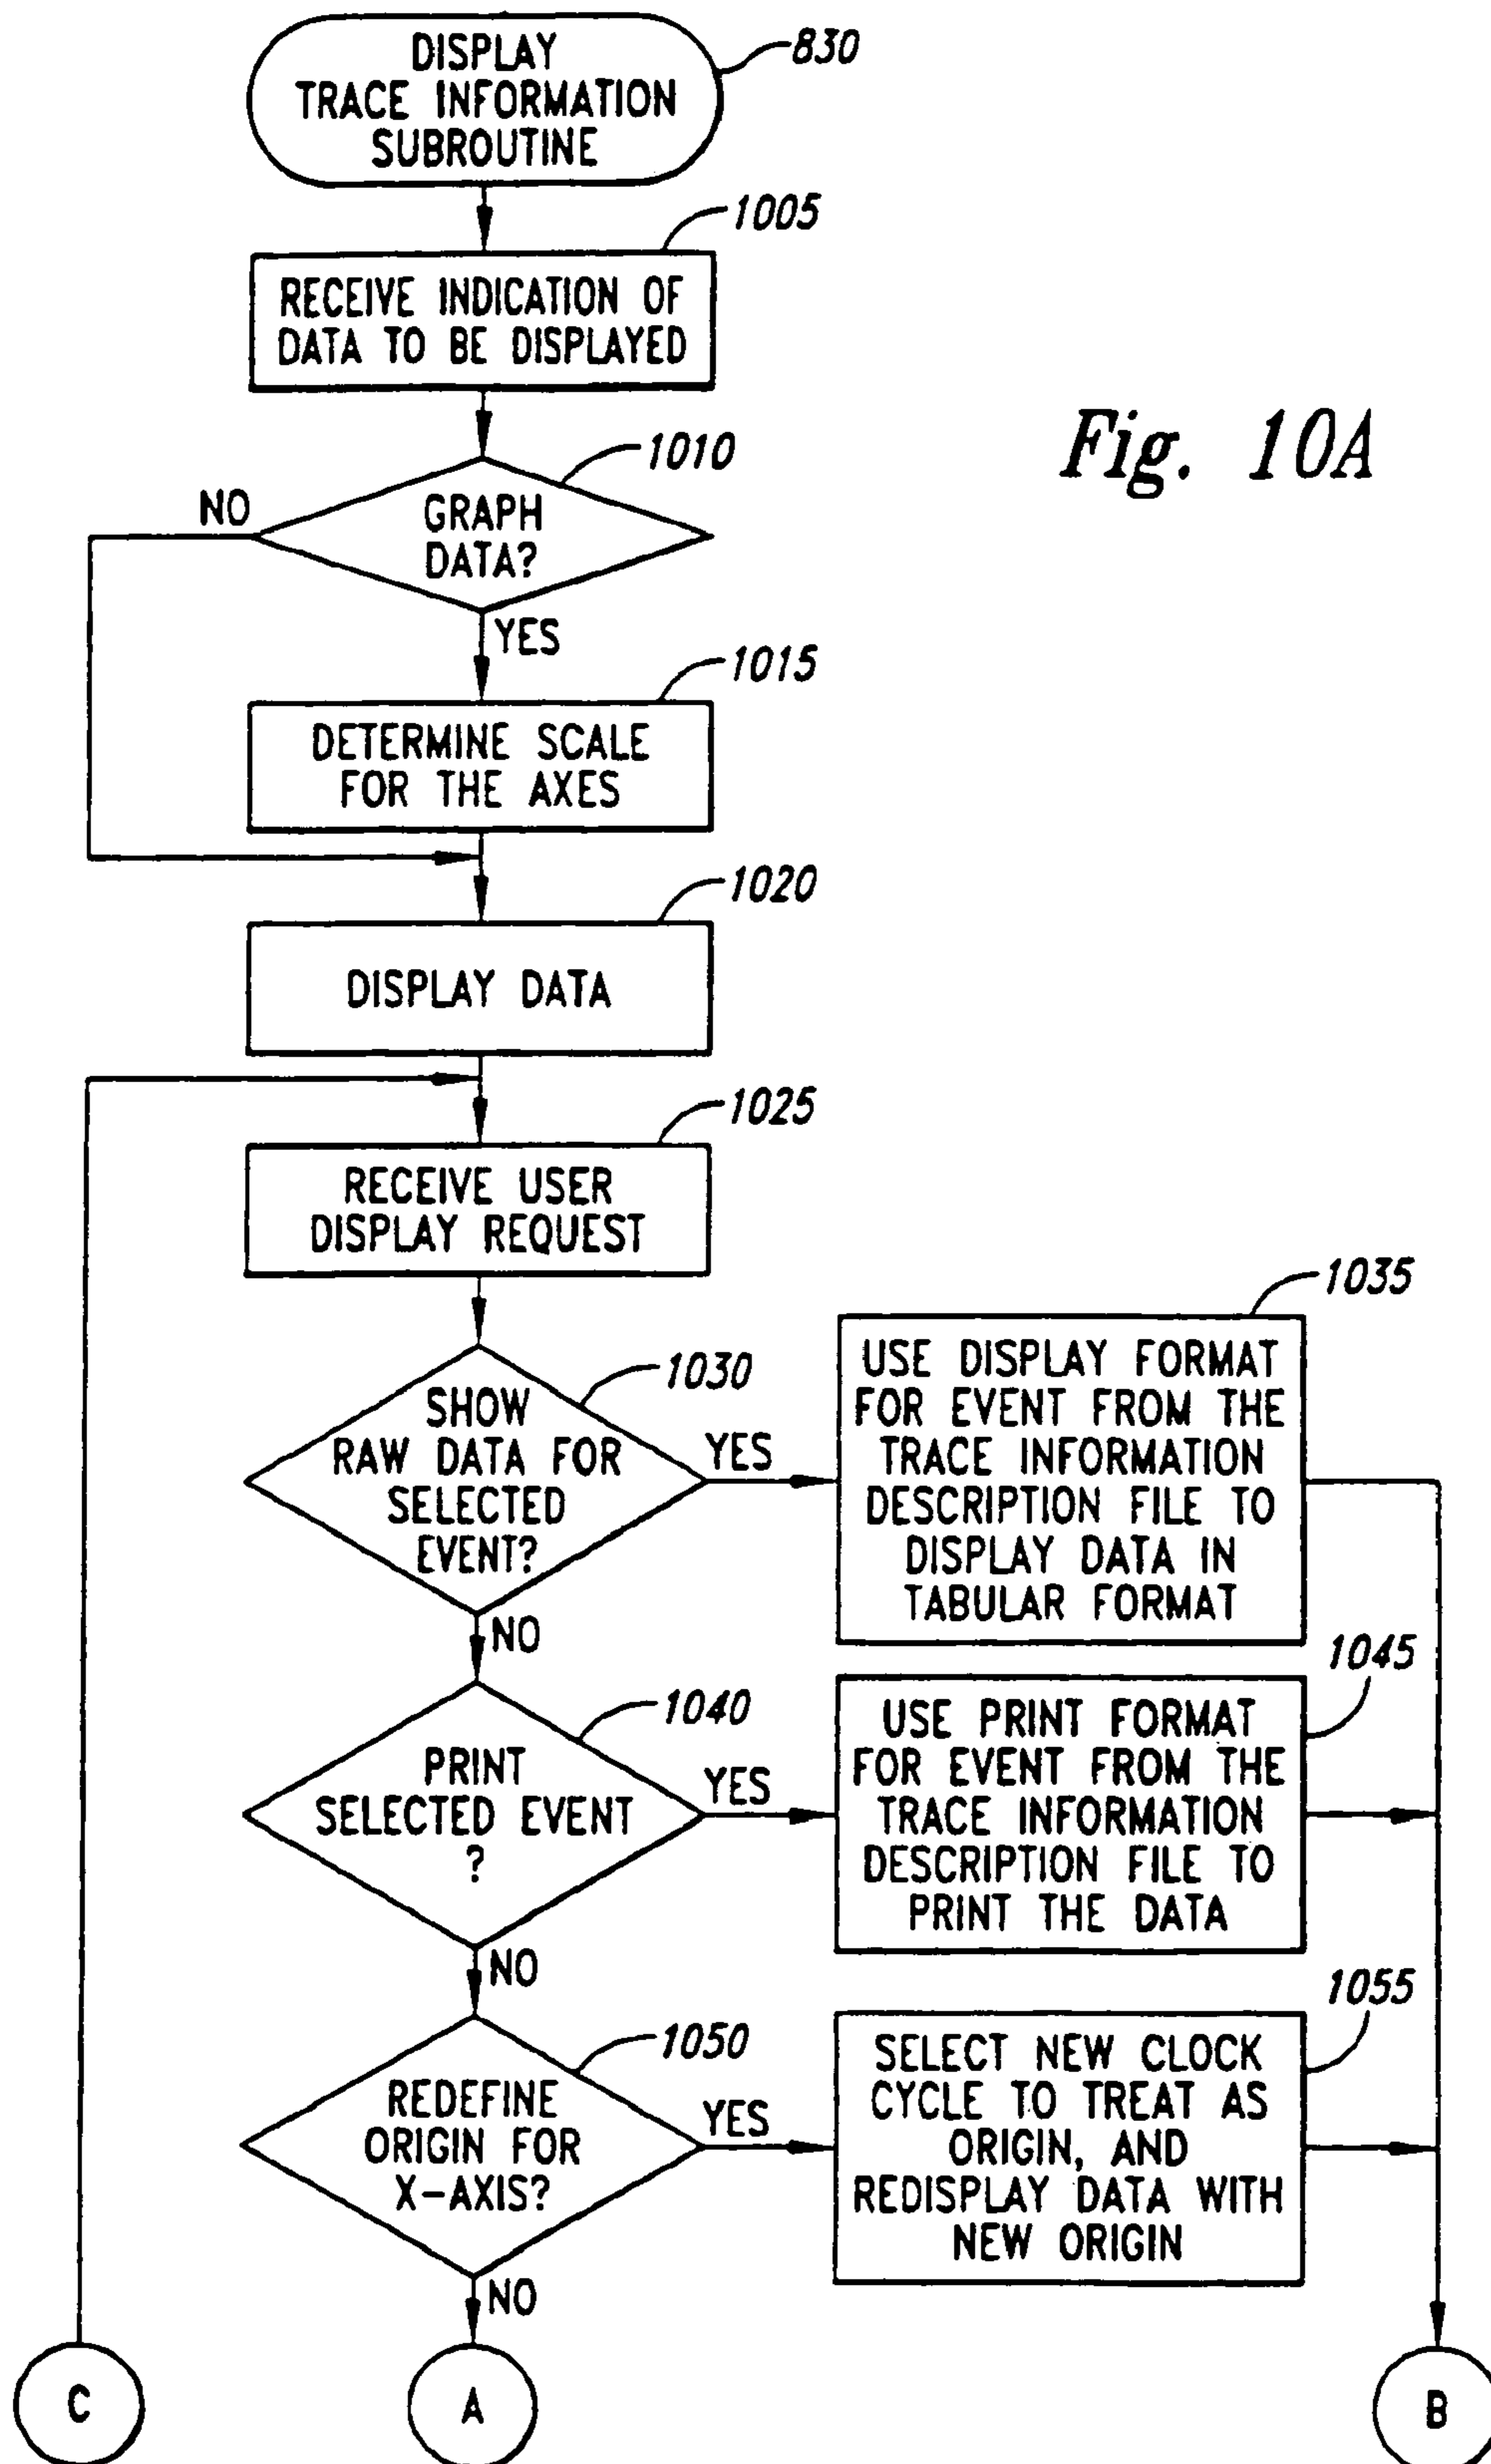 DISPLAY
TRACE INFORMATION
SUBROUTINE
830
1005
RECEIVE INDICATION OF
DATA TO BE DISPLAYED
Fig. 10A
1010
NO
GRAPH
DATA?
YES
1015
DETERMINE SCALE
FOR THE AXES
1020
DISPLAY DATA
1025
RECEIVE USER
DISPLAY REQUEST
1030
SHOW
RAW DATA FOR
SELECTED
EVENT?
YES
1035
USE DISPLAY FORMAT
FOR EVENT FROM THE
TRACE INFORMATION
DESCRIPTION FILE TO
DISPLAY DATA IN
TABULAR FORMAT
NO
1040
PRINT
SELECTED EVENT
?
YES
1045
USE PRINT FORMAT
FOR EVENT FROM THE
TRACE INFORMATION
DESCRIPTION FILE TO
PRINT THE DATA
NO
1050
REDEFINE
ORIGIN FOR
X-AXIS?
YES
1055
SELECT NEW CLOCK
CYCLE TO TREAT AS
ORIGIN, AND
REDISPLAY DATA WITH
NEW ORIGIN
NO
C
A
B